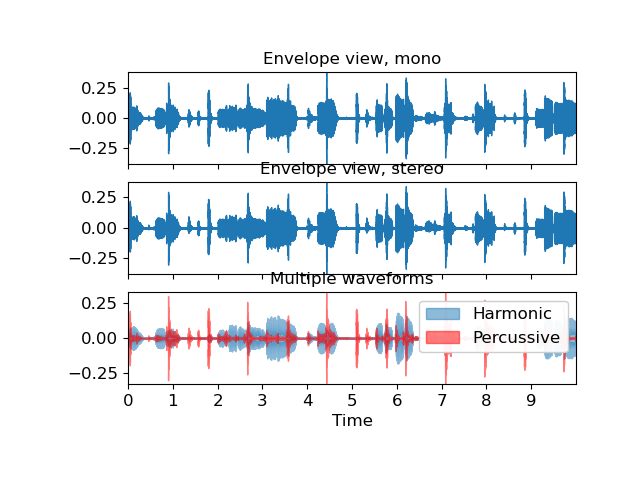 Envelope view, mono
0.25
0.00
−0.25
Envelope view, stereo
0.25
0.00
−0.25
Multiple waveforms
0.25
0.00
−0.25
Harmonic
Percussive
0 1 2 3 4 5 6 7 8 9
Time